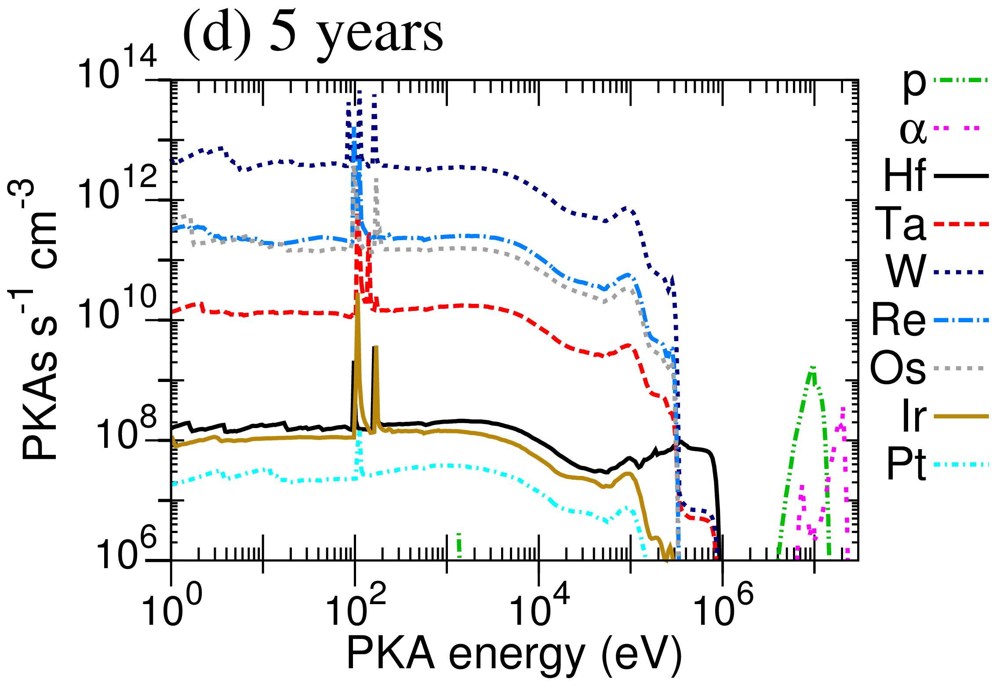 (d) 5 years
10^14
10^12
10^10
10^8
10^6
PKAs s^-1 cm^-3
10^0 10^2 10^4 10^6
PKA energy (eV)
p
α
Hf
Ta
W
Re
Os
Ir
Pt